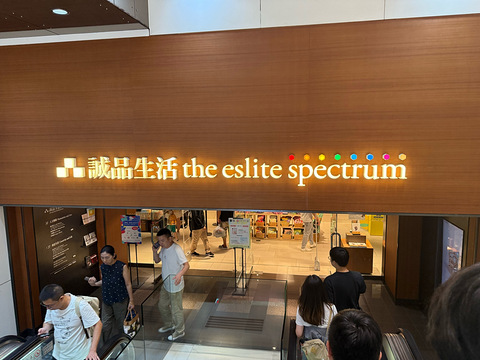 誠品生活 the eslite spectrum